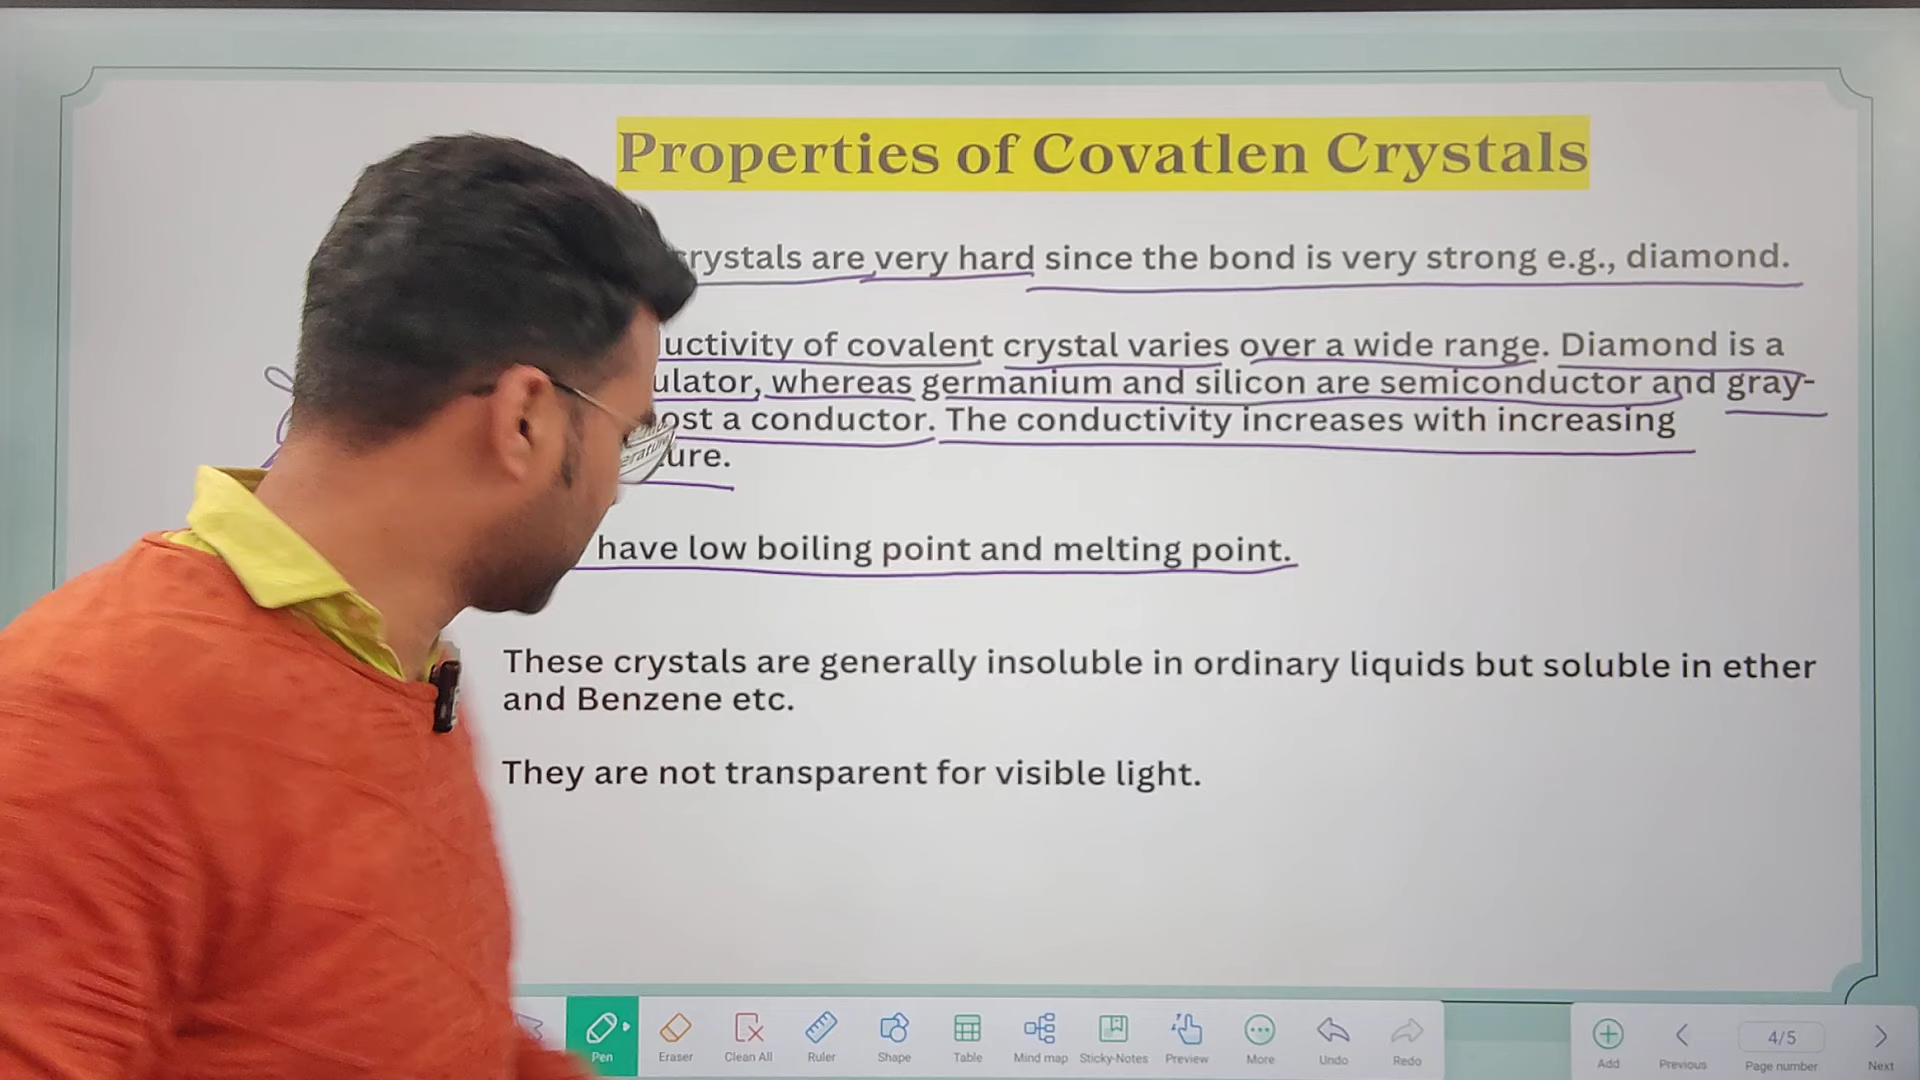 Properties of Covatlen Crystals
crystals are very hard since the bond is very strong e.g., diamond.
uctivity of covalent crystal varies over a wide range. Diamond is a
ulator, whereas germanium and silicon are semiconductor and gray-
ost a conductor. The conductivity increases with increasing
ure.
have low boiling point and melting point.
These crystals are generally insoluble in ordinary liquids but soluble in ether
and Benzene etc.
They are not transparent for visible light.
Pen
Eraser
Clean All
Ruler
Shape
Table
Mind map
Sticky-Notes
Preview
More
Undo
Redo
Add
Previous
4/5
Page number
Next